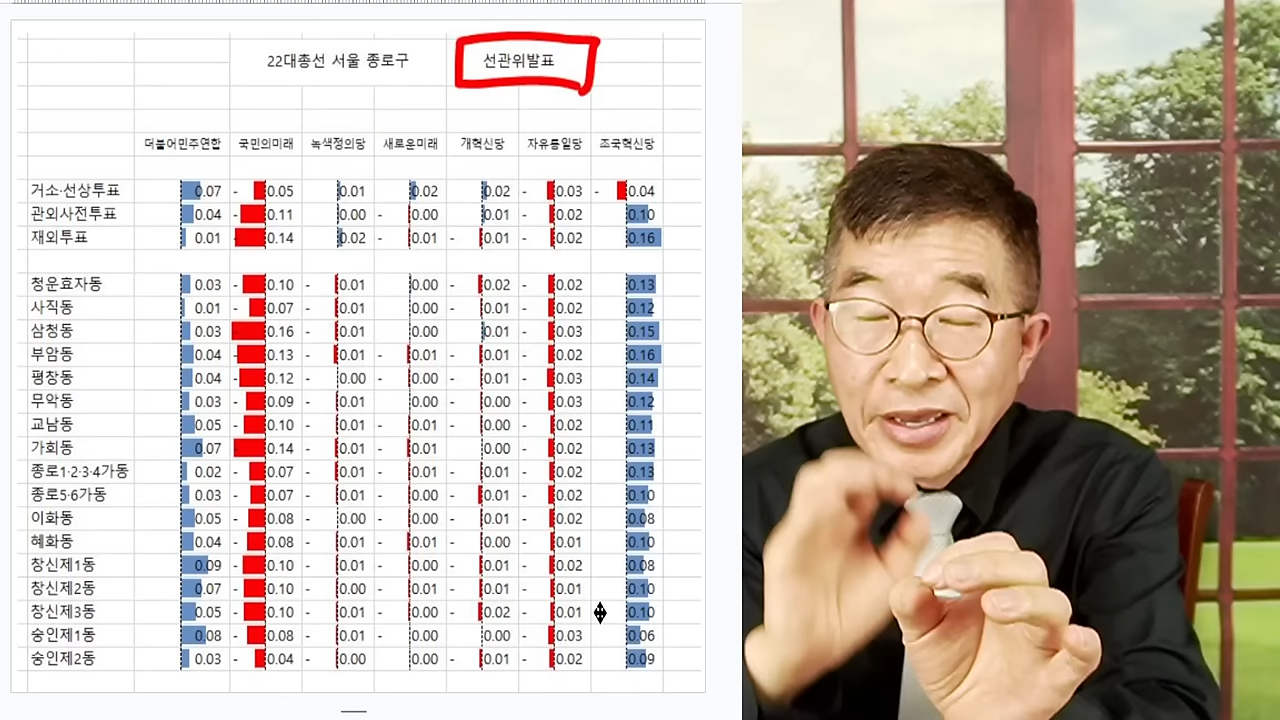 22대총선 서울 종로구 선관위발표
더불어민주연합 국민의미래 녹색정의당 새로운미래 개혁신당 자유통일당 조국혁신당
거소·선상투표 0.07 - 0.05 0.01 0.02 0.02 - 0.03 - 0.04
관외사전투표 0.04 - 0.11 0.00 - 0.00 0.01 - 0.02 0.10
재외투표 0.01 - 0.14 0.02 - 0.01 - 0.01 - 0.02 0.16
청운효자동 0.03 - 0.10 - 0.01 0.00 - 0.02 - 0.02 0.13
사직동 0.01 - 0.07 - 0.01 0.00 - 0.01 - 0.02 0.12
삼청동 0.03 - 0.16 - 0.01 0.00 0.01 - 0.03 0.15
부암동 0.04 - 0.13 - 0.01 - 0.01 - 0.01 - 0.02 0.16
평창동 0.04 - 0.12 - 0.00 - 0.00 - 0.01 - 0.03 0.14
무악동 0.03 - 0.09 - 0.01 - 0.00 - 0.00 - 0.03 0.12
교남동 0.05 - 0.10 - 0.01 - 0.00 - 0.00 - 0.02 0.11
가회동 0.07 - 0.14 - 0.01 - 0.01 0.00 - 0.02 0.13
종로1·2·3·4가동 0.02 - 0.07 - 0.01 - 0.00 - 0.01 - 0.02 0.13
종로5·6가동 0.03 - 0.07 - 0.01 - 0.00 - 0.01 - 0.02 0.10
이화동 0.05 - 0.08 - 0.00 - 0.00 - 0.01 - 0.02 0.08
혜화동 0.04 - 0.08 - 0.01 - 0.01 - 0.00 - 0.01 0.10
창신제1동 0.09 - 0.10 - 0.01 - 0.00 - 0.01 - 0.02 0.08
창신제2동 0.07 - 0.10 - 0.00 - 0.01 - 0.01 - 0.01 0.10
창신제3동 0.05 - 0.10 - 0.01 - 0.00 - 0.02 - 0.01 0.10
숭인제1동 0.08 - 0.08 - 0.01 - 0.00 - 0.00 - 0.03 0.06
숭인제2동 0.03 - 0.04 - 0.00 - 0.00 - 0.01 - 0.02 0.09